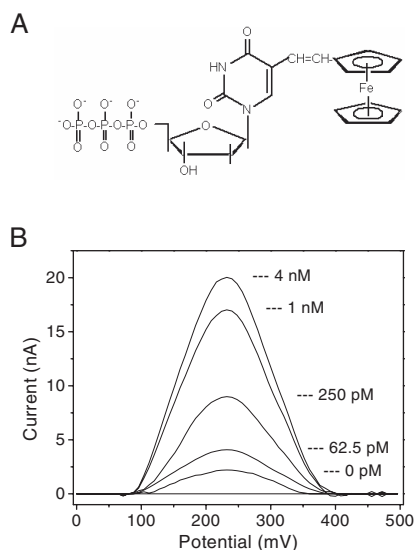 A
O⁻ O⁻ O⁻
⁻O-P-O-P-O-P-O
O O O
O
HN
O
N
CH=CH
Fe
O
OH
B
20
15
10
5
0
Current (nA)
--- 4 nM
--- 1 nM
--- 250 pM
--- 62.5 pM
--- 0 pM
0 100 200 300 400 500
Potential (mV)